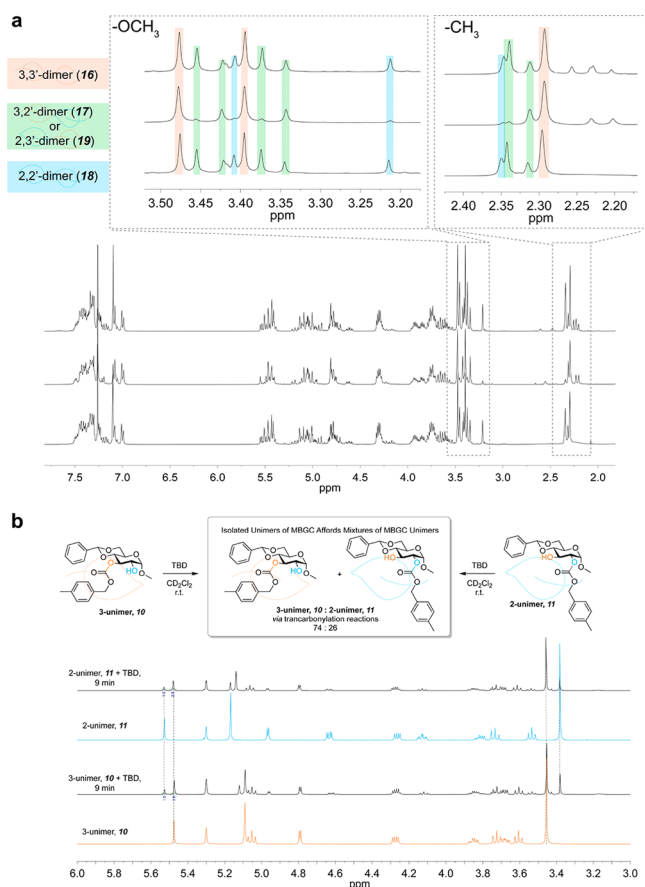 a
-OCH3
-CH3
3,3'-dimer (16)
3,2'-dimer (17)
or
2,3'-dimer (19)
2,2'-dimer (18)
3.50 3.45 3.40 3.35 3.30 3.25 3.20
ppm
2.40 2.35 2.30 2.25 2.20
ppm
7.5 7.0 6.5 6.0 5.5 5.0 4.5 4.0 3.5 3.0 2.5 2.0
ppm
b
Isolated Unimers of MBGC Affords Mixtures of MBGC Unimers
TBD
CD2Cl2
r.t.
3-unimer, 10
+
3-unimer, 10 : 2-unimer, 11
via trancarbonylation reactions
74 : 26
TBD
CD2Cl2
r.t.
2-unimer, 11
2-unimer, 11 + TBD,
9 min
2-unimer, 11
3-unimer, 10 + TBD,
9 min
3-unimer, 10
6.0 5.8 5.6 5.4 5.2 5.0 4.8 4.6 4.4 4.2 4.0 3.8 3.6 3.4 3.2 3.0
ppm